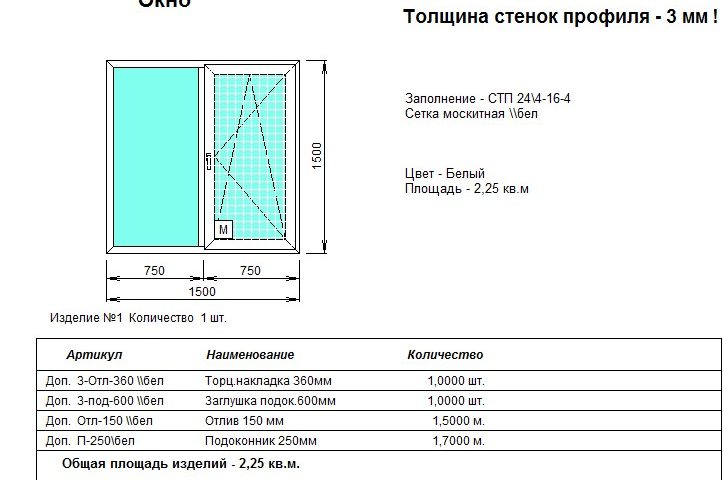 Окно
Толщина стенок профиля - 3 мм !
Заполнение - СТП 24\4-16-4
Сетка москитная \\бел
Цвет - Белый
Площадь - 2,25 кв.м
М
1500
750 750
1500
Изделие №1 Количество 1 шт.
Артикул Наименование Количество
Доп. З-Отл-360 \\бел Торц.накладка 360мм 1,0000 шт.
Доп. З-под-600 \\бел Заглушка подок.600мм 1,0000 шт.
Доп. Отл-150 \\бел Отлив 150 мм 1,5000 м.
Доп. П-250\бел Подоконник 250мм 1,7000 м.
Общая площадь изделий - 2,25 кв.м.